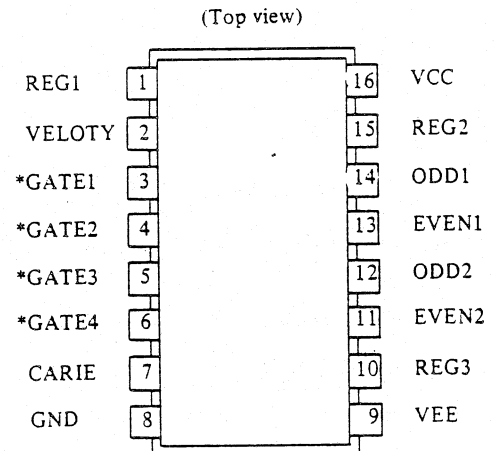 (Top view)
REG1 1 16 VCC
VELOTY 2 15 REG2
*GATE1 3 14 ODD1
*GATE2 4 13 EVEN1
*GATE3 5 12 ODD2
*GATE4 6 11 EVEN2
CARIE 7 10 REG3
GND 8 9 VEE